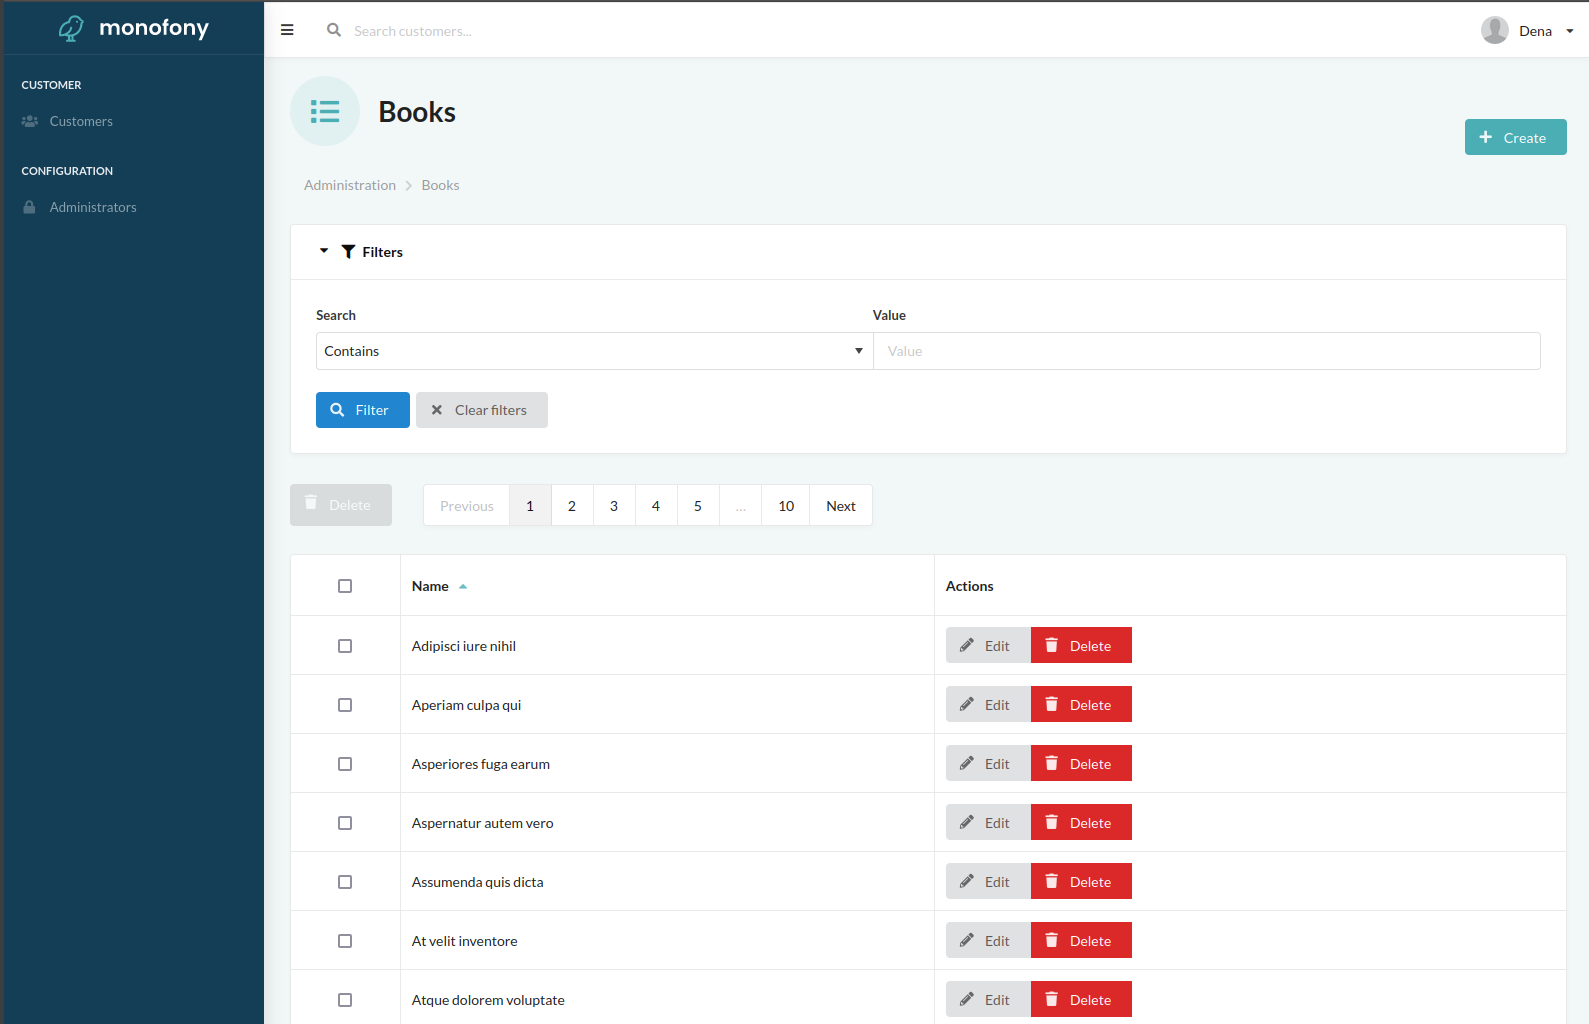 monofony
Search customers...
Dena
CUSTOMER
Customers
CONFIGURATION
Administrators
Books
Create
Administration Books
Filters
Search Value
Contains Value
Filter Clear filters
Delete Previous 1 2 3 4 5 ... 10 Next
Name Actions
Adipisci iure nihil Edit Delete
Aperiam culpa qui Edit Delete
Asperiores fuga earum Edit Delete
Aspernatur autem vero Edit Delete
Assumenda quis dicta Edit Delete
At velit inventore Edit Delete
Atque dolorem voluptate Edit Delete